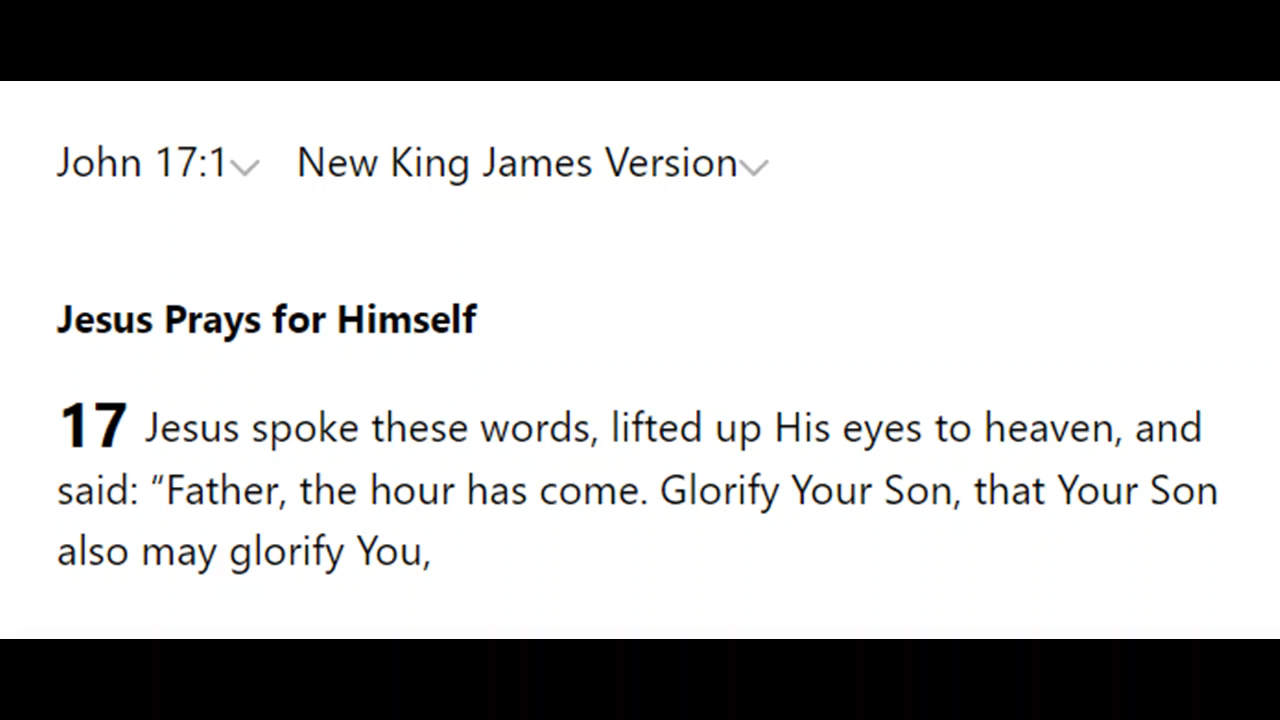 John 17:1 New King James Version
Jesus Prays for Himself
17 Jesus spoke these words, lifted up His eyes to heaven, and
said: “Father, the hour has come. Glorify Your Son, that Your Son
also may glorify You,